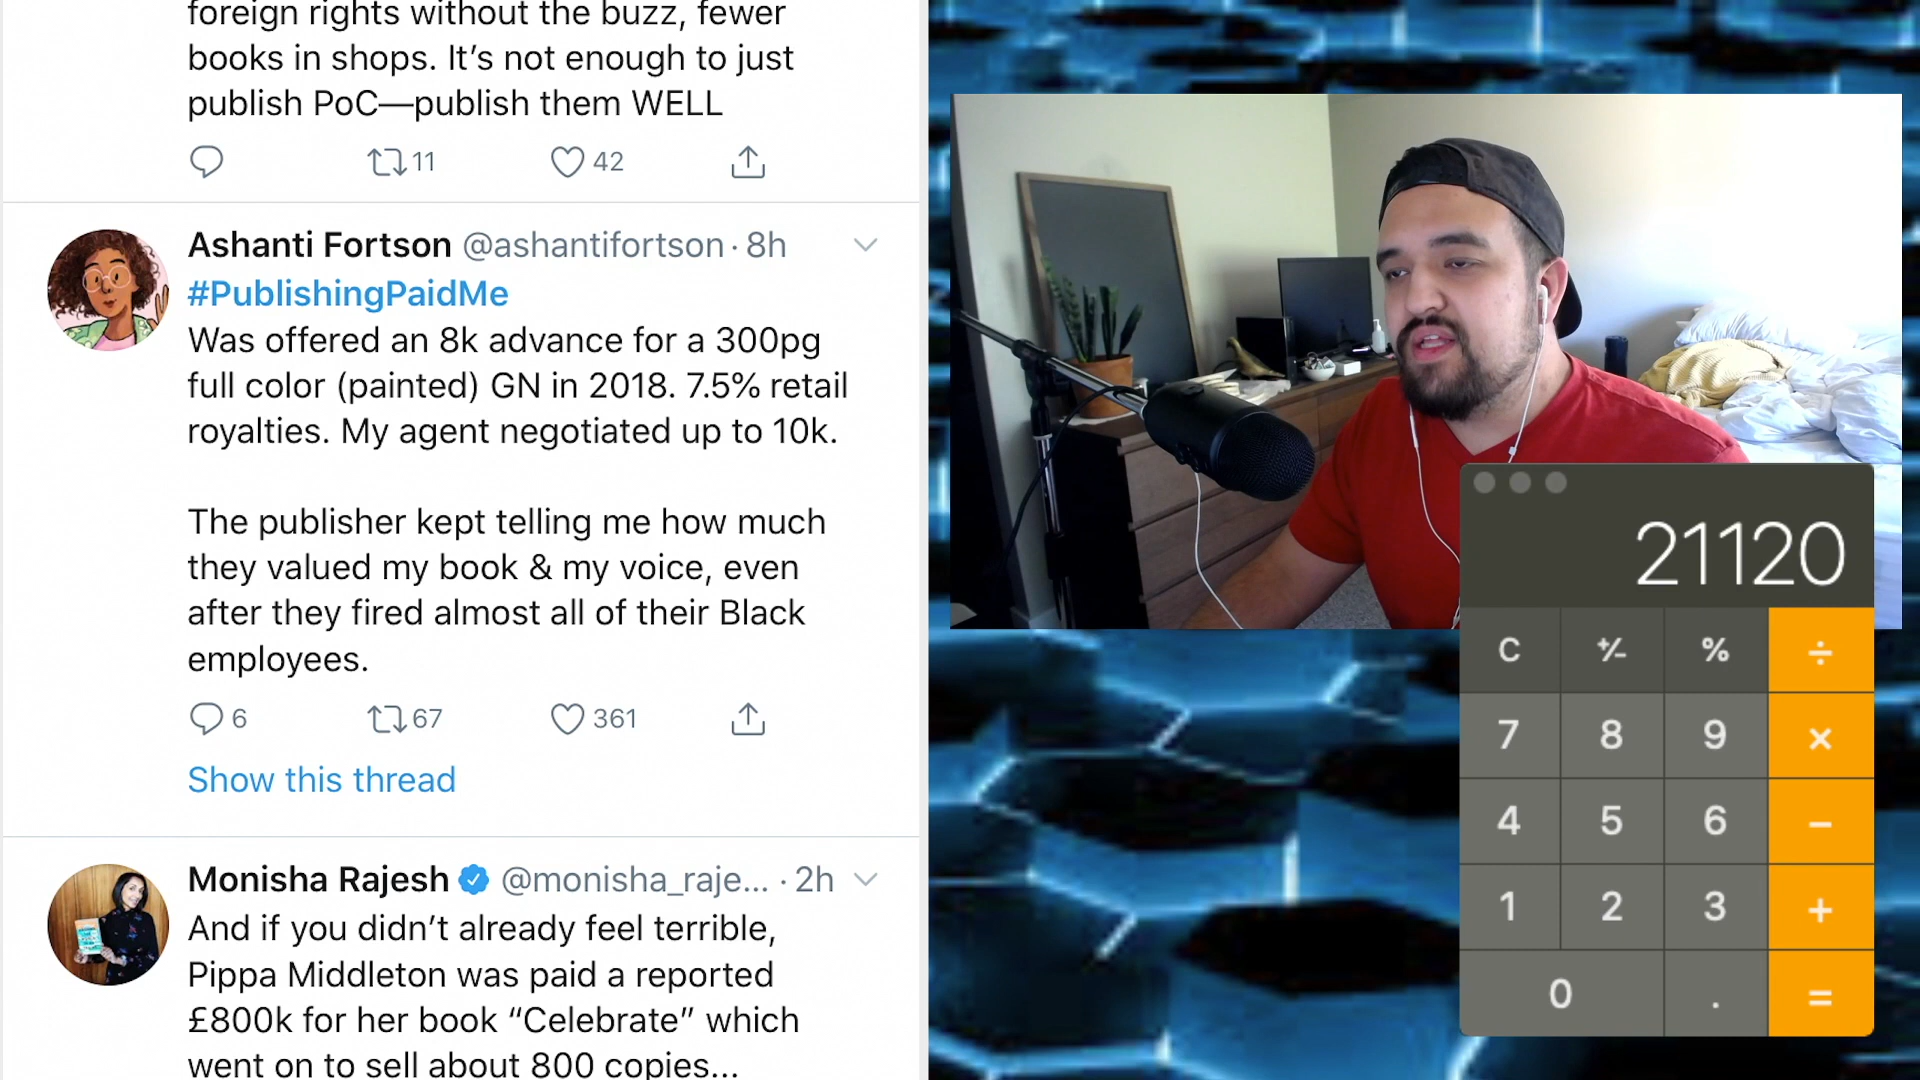 foreign rights without the buzz, fewer
books in shops. It’s not enough to just
publish PoC—publish them WELL
11 42
Ashanti Fortson @ashantifortson · 8h
#PublishingPaidMe
Was offered an 8k advance for a 300pg
full color (painted) GN in 2018. 7.5% retail
royalties. My agent negotiated up to 10k.
The publisher kept telling me how much
they valued my book & my voice, even
after they fired almost all of their Black
employees.
6 67 361
Show this thread
Monisha Rajesh @monisha_raje... · 2h
And if you didn’t already feel terrible,
Pippa Middleton was paid a reported
£800k for her book “Celebrate” which
went on to sell about 800 copies...
21120
C +⁄- % ÷
7 8 9 ×
4 5 6 −
1 2 3 +
0 . =